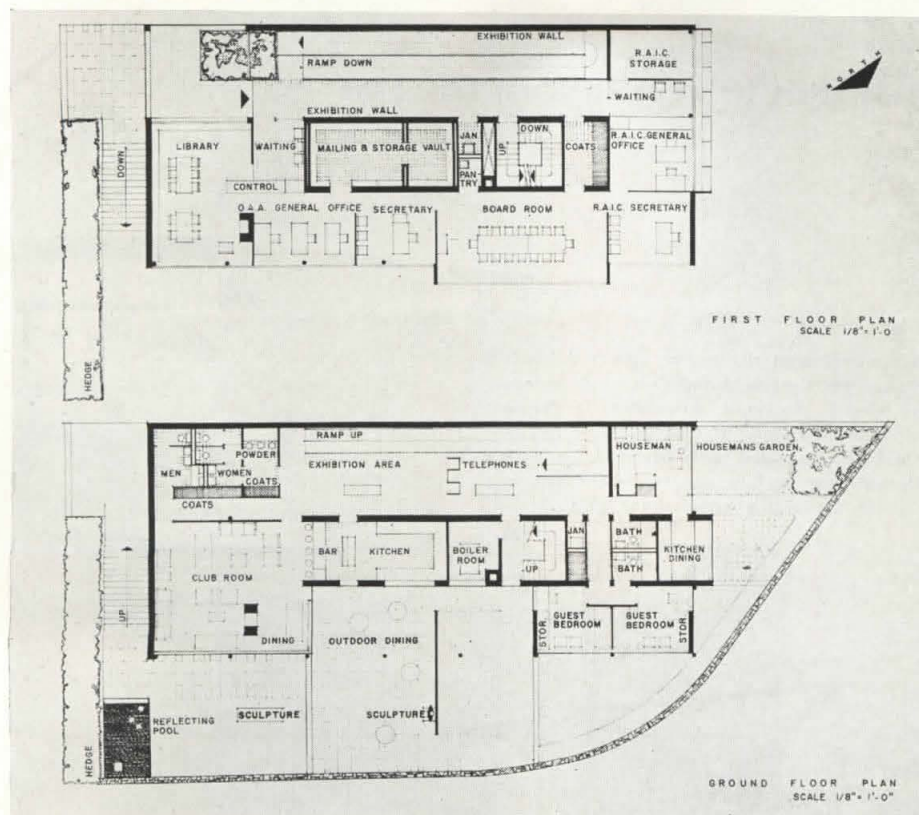 EXHIBITION WALL
RAMP DOWN
R.A.I.C.
STORAGE
NORTH
WAITING
EXHIBITION WALL
LIBRARY
WAITING
MAILING & STORAGE VAULT
JAN
PAN-
TRY
UP
DOWN
COATS
R.A.I.C. GENERAL
OFFICE
DOWN
CONTROL
O.A.A. GENERAL OFFICE
SECRETARY
BOARD ROOM
R.A.I.C. SECRETARY
HEDGE
FIRST FLOOR PLAN
SCALE 1/8"= 1'-0
RAMP UP
MEN
WOMEN
POWDER
COATS
COATS
EXHIBITION AREA
TELEPHONES
HOUSEMAN
HOUSEMANS GARDEN
CLUB ROOM
BAR
KITCHEN
BOILER
ROOM
UP
JAN
BATH
BATH
KITCHEN
DINING
UP
DINING
OUTDOOR DINING
STOR.
GUEST
BEDROOM
GUEST
BEDROOM
STOR.
REFLECTING
POOL
SCULPTURE
SCULPTURE
HEDGE
GROUND FLOOR PLAN
SCALE 1/8"= 1'-0"